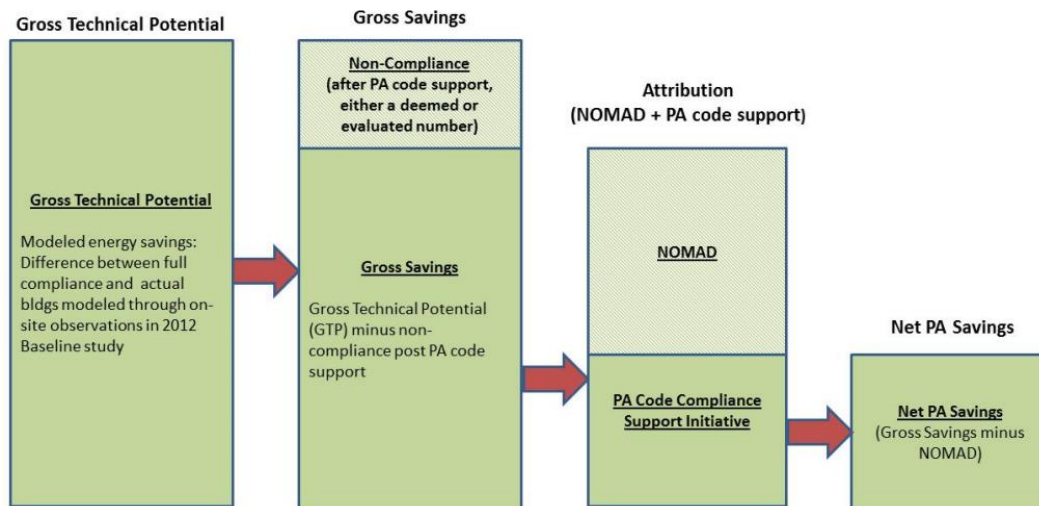 Gross Technical Potential
Gross Technical Potential
Modeled energy savings:
Difference between full
compliance and actual
bldgs modeled through on-
site observations in 2012
Baseline study
Gross Savings
Non-Compliance
(after PA code support,
either a deemed or
evaluated number)
Gross Savings
Gross Technical Potential
(GTP) minus non-
compliance post PA code
support
Attribution
(NOMAD + PA code support)
NOMAD
PA Code Compliance
Support Initiative
Net PA Savings
Net PA Savings
(Gross Savings minus
NOMAD)